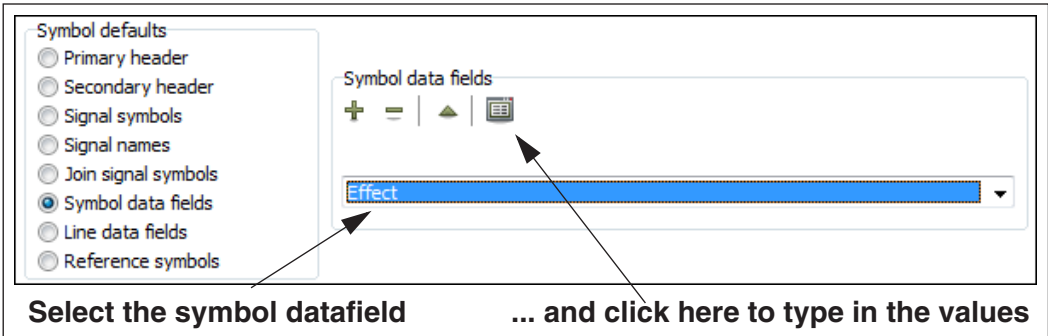 Symbol defaults
Primary header
Secondary header
Signal symbols
Signal names
Join signal symbols
Symbol data fields
Line data fields
Reference symbols
Symbol data fields
Effect
Select the symbol datafield
... and click here to type in the values